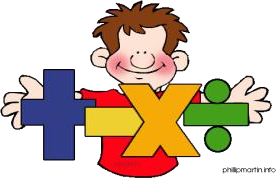 + - × ÷
phillipmartin.info